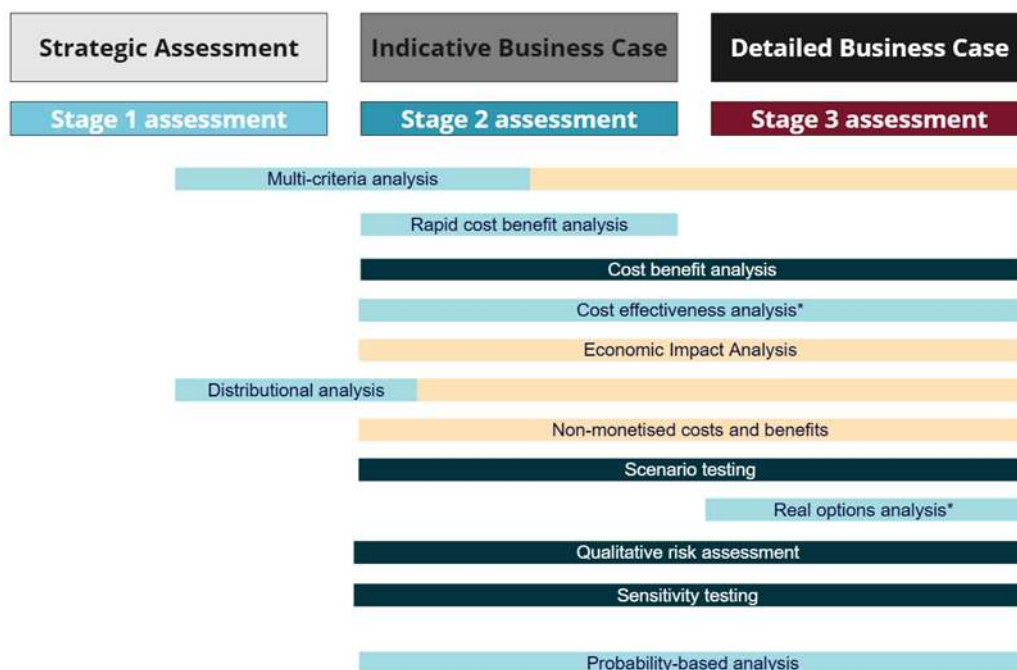 Strategic Assessment
Indicative Business Case
Detailed Business Case
Stage 1 assessment
Stage 2 assessment
Stage 3 assessment
Multi-criteria analysis
Rapid cost benefit analysis
Cost benefit analysis
Cost effectiveness analysis*
Economic Impact Analysis
Distributional analysis
Non-monetised costs and benefits
Scenario testing
Real options analysis*
Qualitative risk assessment
Sensitivity testing
Probability-based analysis